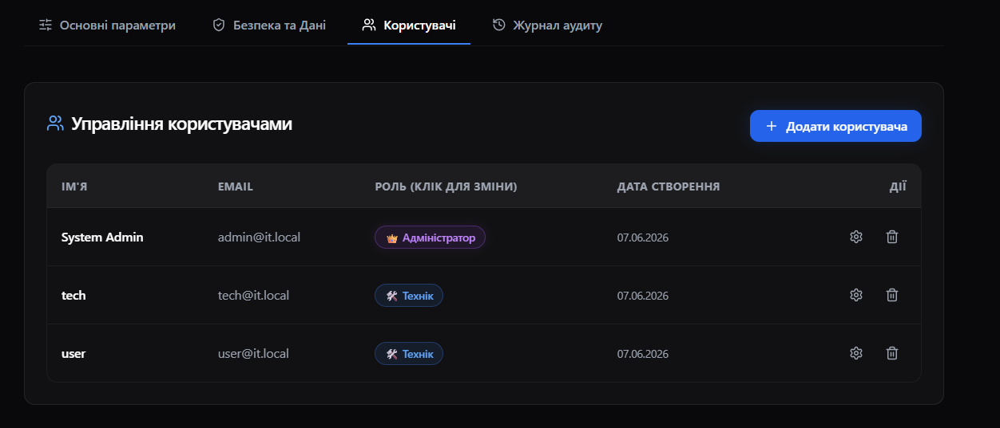 Основні параметри Безпека та Дані Користувачі Журнал аудиту
Управління користувачами
Додати користувача
ІМ'Я EMAIL РОЛЬ (КЛІК ДЛЯ ЗМІНИ) ДАТА СТВОРЕННЯ ДІЇ
System Admin admin@it.local Адміністратор 07.06.2026
tech tech@it.local Технік 07.06.2026
user user@it.local Технік 07.06.2026